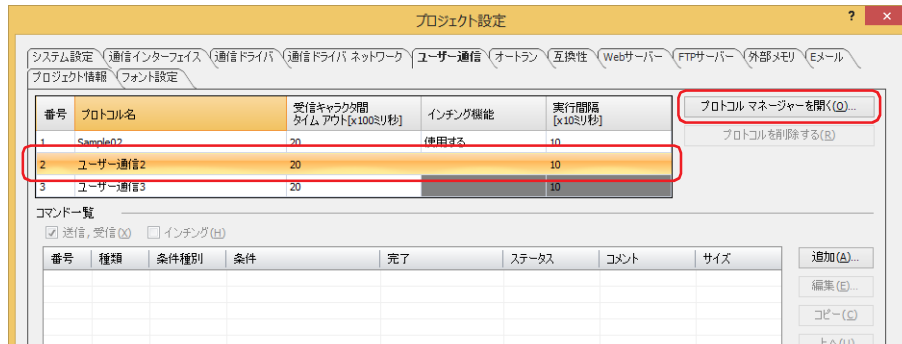 プロジェクト設定 ? ×
システム設定 通信インターフェイス 通信ドライバ 通信ドライバ ネットワーク ユーザー通信 オートラン 互換性 Webサーバー FTPサーバー 外部メモリ Eメール
プロジェクト情報 フォント設定
番号 プロトコル名 受信キャラクタ間 タイム アウト[x100ミリ秒] インチング機能 実行間隔 [x10ミリ秒]
プロトコル マネージャーを開く(O)...
プロトコルを削除する(R)
1 Sample02 20 使用する 10
2 ユーザー通信2 20 10
3 ユーザー通信3 20 10
コマンド一覧
送信, 受信(X) インチング(H)
番号 種類 条件種別 条件 完了 ステータス コメント サイズ
追加(A)...
編集(E)...
コピー(C)
上へ(U)